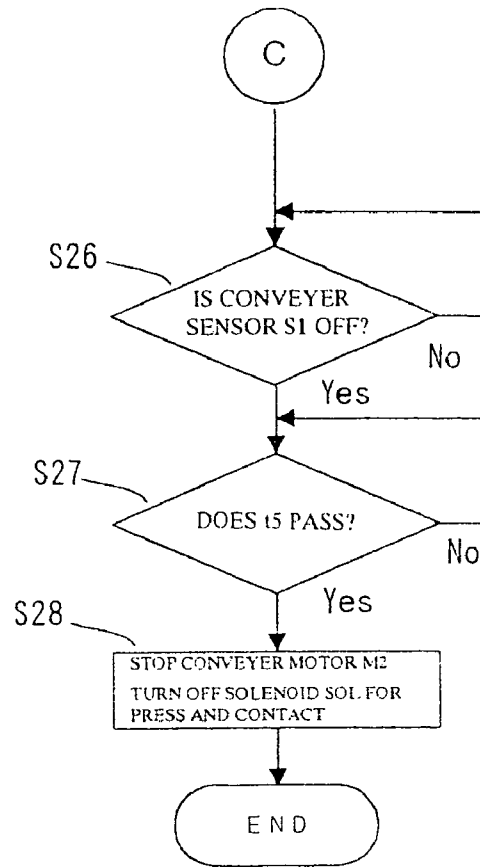 C
S26
IS CONVEYER
SENSOR S1 OFF?
No
Yes
S27
DOES t5 PASS?
No
Yes
S28
STOP CONVEYER MOTOR M2
TURN OFF SOLENOID SOL FOR
PRESS AND CONTACT
END